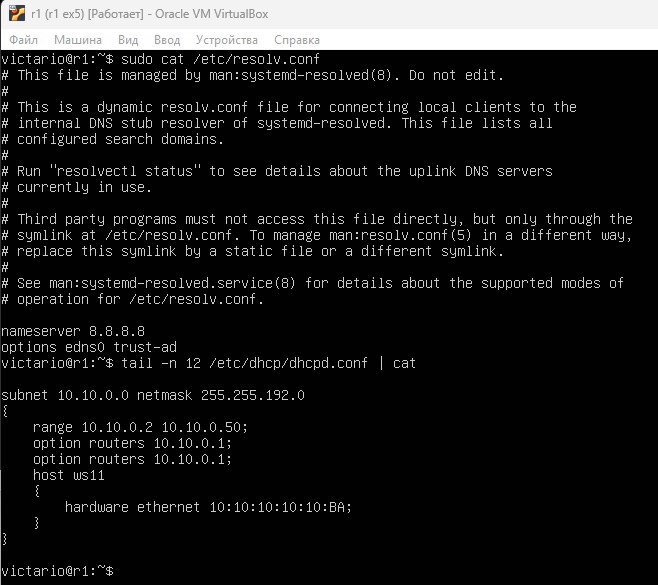 r1 (r1 ex5) [Работает] - Oracle VM VirtualBox
Файл Машина Вид Ввод Устройства Справка
victario@r1:~$ sudo cat /etc/resolv.conf
# This file is managed by man:systemd-resolved(8). Do not edit.
#
# This is a dynamic resolv.conf file for connecting local clients to the
# internal DNS stub resolver of systemd-resolved. This file lists all
# configured search domains.
#
# Run "resolvectl status" to see details about the uplink DNS servers
# currently in use.
#
# Third party programs must not access this file directly, but only through the
# symlink at /etc/resolv.conf. To manage man:resolv.conf(5) in a different way,
# replace this symlink by a static file or a different symlink.
#
# See man:systemd-resolved.service(8) for details about the supported modes of
# operation for /etc/resolv.conf.

nameserver 8.8.8.8
options edns0 trust-ad
victario@r1:~$ tail -n 12 /etc/dhcp/dhcpd.conf | cat

subnet 10.10.0.0 netmask 255.255.192.0
{
    range 10.10.0.2 10.10.0.50;
    option routers 10.10.0.1;
    option routers 10.10.0.1;
    host ws11
    {
        hardware ethernet 10:10:10:10:10:BA;
    }
}

victario@r1:~$